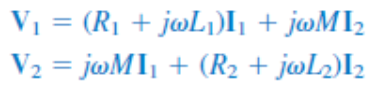 V₁ = (R₁ + jωL₁)I₁ + jωMI₂
V₂ = jωMI₁ + (R₂ + jωL₂)I₂